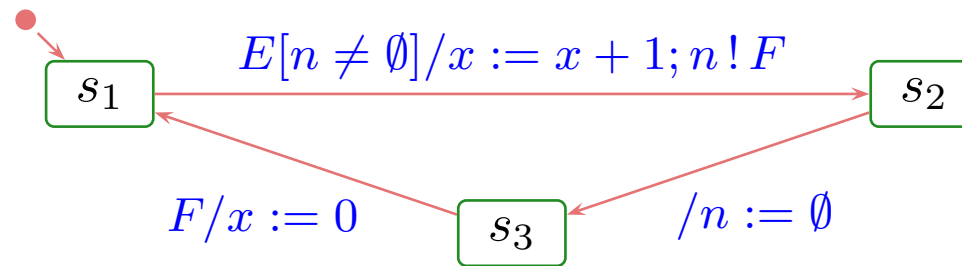 E[n ≠ ∅]/x := x + 1; n ! F
s₁
s₂
F/x := 0
/n := ∅
s₃